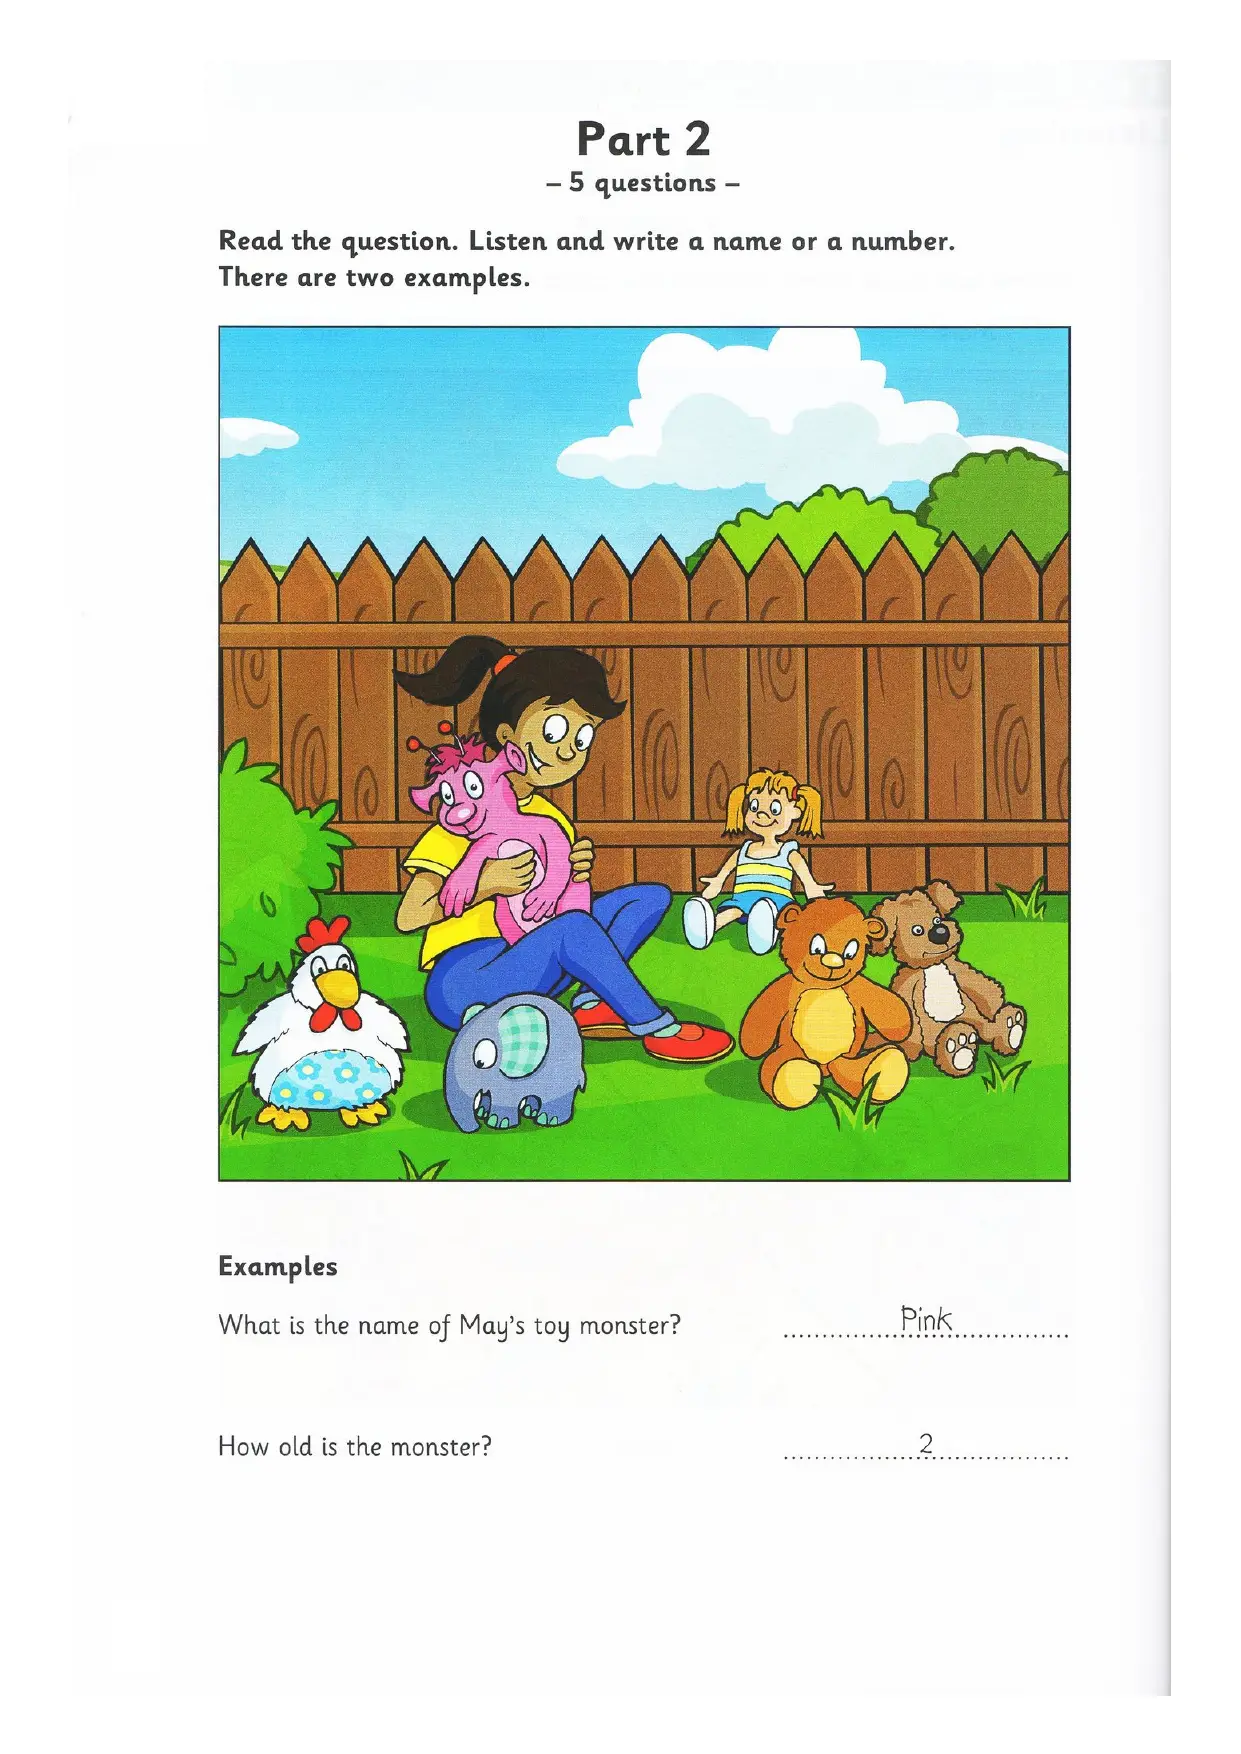 Part 2
– 5 questions –
Read the question. Listen and write a name or a number.
There are two examples.
Examples
What is the name of May's toy monster?
Pink
How old is the monster?
2